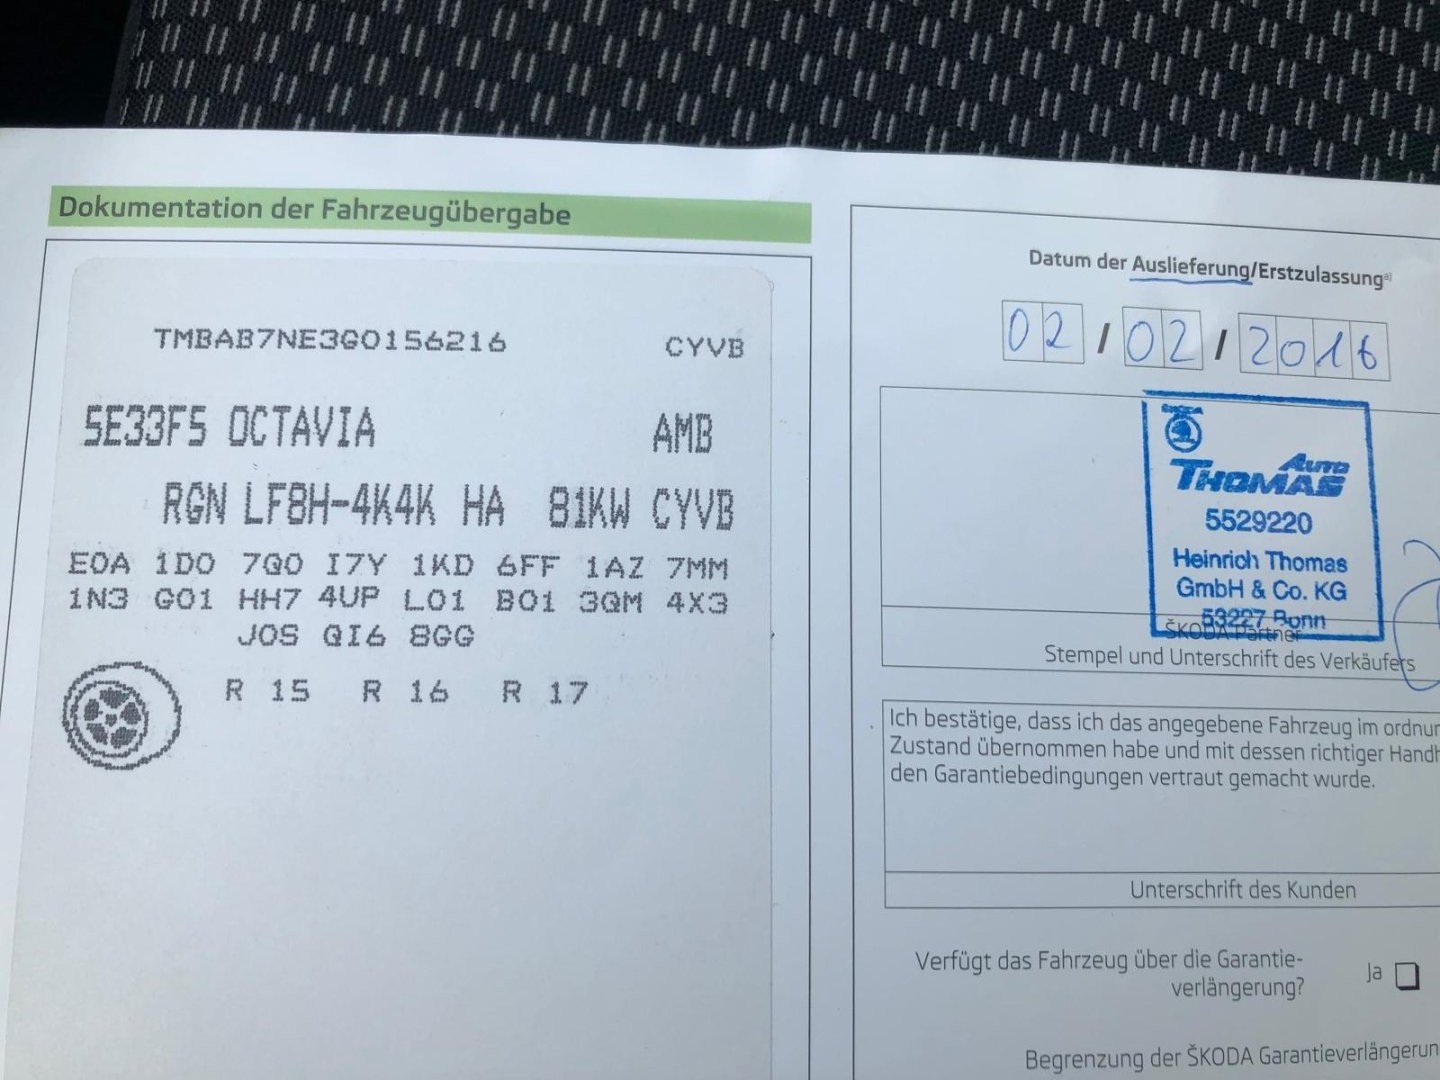 Dokumentation der Fahrzeugübergabe
TMBAB7NE3G0156216 CYVB
5E33F5 OCTAVIA AMB
RGN LF8H-4K4K HA 81KW CYVB
E0A 1D0 7Q0 I7Y 1KD 6FF 1AZ 7MM
1N3 G01 HH7 4UP L01 B01 3QM 4X3
J0S QI6 8GG
R 15 R 16 R 17
Datum der Auslieferung/Erstzulassung a)
02 / 02 / 2016
ŠKODA
AUTO
THOMAS
5529220
Heinrich Thomas
GmbH & Co. KG
53227 Bonn
ŠKODA Partner
Stempel und Unterschrift des Verkäufers
Ich bestätige, dass ich das angegebene Fahrzeug im ordnun
Zustand übernommen habe und mit dessen richtiger Handh
den Garantiebedingungen vertraut gemacht wurde.
Unterschrift des Kunden
Verfügt das Fahrzeug über die Garantie-
verlängerung? Ja
Begrenzung der ŠKODA Garantieverlängerun